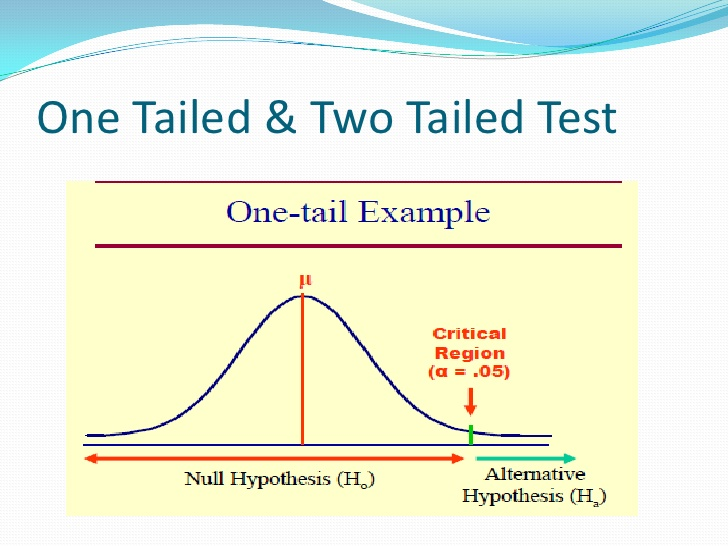 One Tailed & Two Tailed Test
One-tail Example
μ
Critical
Region
(α = .05)
Null Hypothesis (Ho)
Alternative
Hypothesis (Ha)